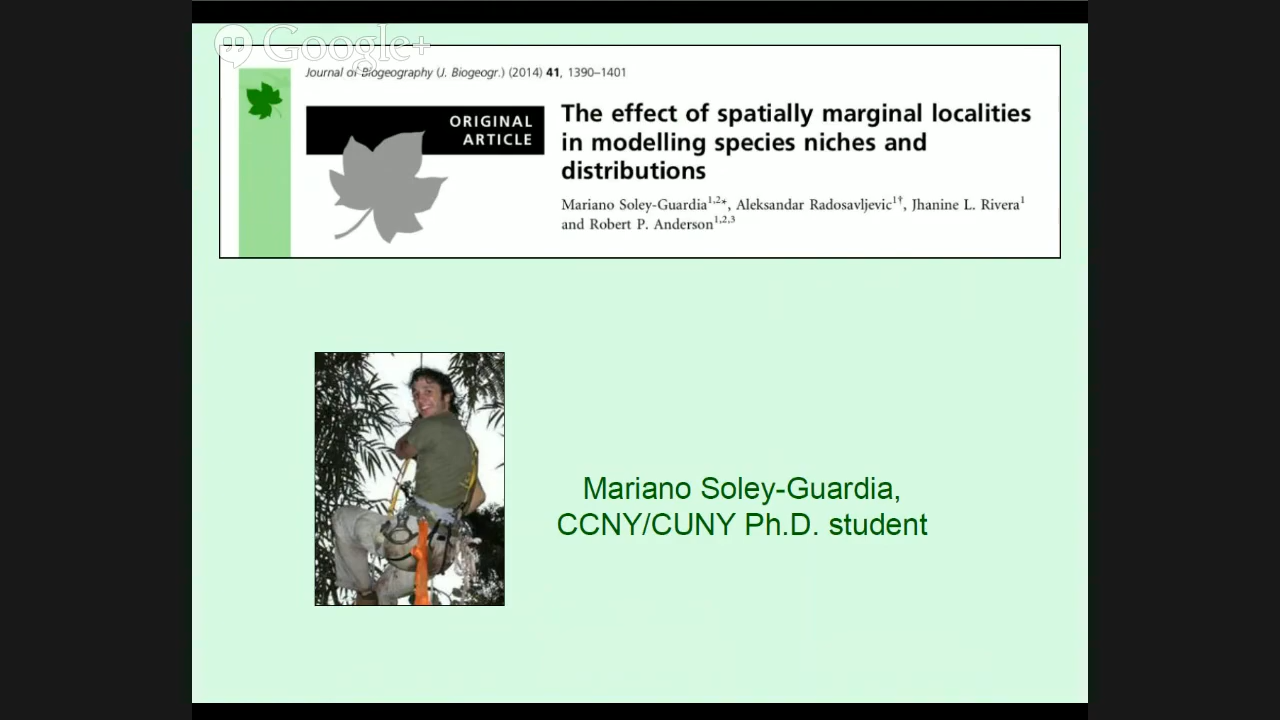 Google+
Journal of Biogeography (J. Biogeogr.) (2014) 41, 1390–1401
ORIGINAL
ARTICLE
The effect of spatially marginal localities
in modelling species niches and
distributions
Mariano Soley-Guardia1,2*, Aleksandar Radosavljevic1†, Jhanine L. Rivera1
and Robert P. Anderson1,2,3
Mariano Soley-Guardia,
CCNY/CUNY Ph.D. student